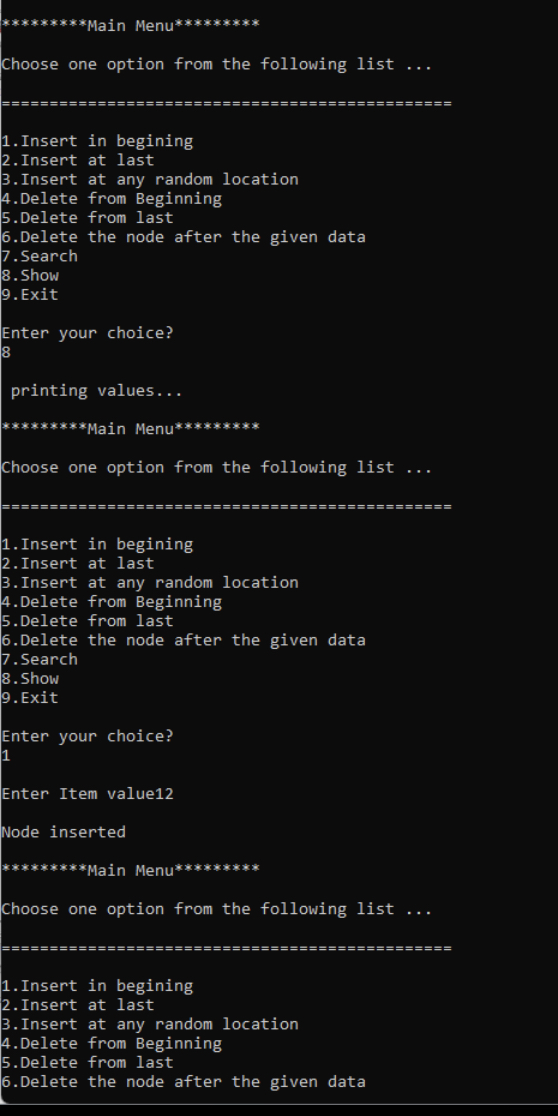 *********Main Menu*********
Choose one option from the following list ...
===============================================
1.Insert in begining
2.Insert at last
3.Insert at any random location
4.Delete from Beginning
5.Delete from last
6.Delete the node after the given data
7.Search
8.Show
9.Exit
Enter your choice?
8
printing values...
*********Main Menu*********
Choose one option from the following list ...
===============================================
1.Insert in begining
2.Insert at last
3.Insert at any random location
4.Delete from Beginning
5.Delete from last
6.Delete the node after the given data
7.Search
8.Show
9.Exit
Enter your choice?
1
Enter Item value12
Node inserted
*********Main Menu*********
Choose one option from the following list ...
===============================================
1.Insert in begining
2.Insert at last
3.Insert at any random location
4.Delete from Beginning
5.Delete from last
6.Delete the node after the given data